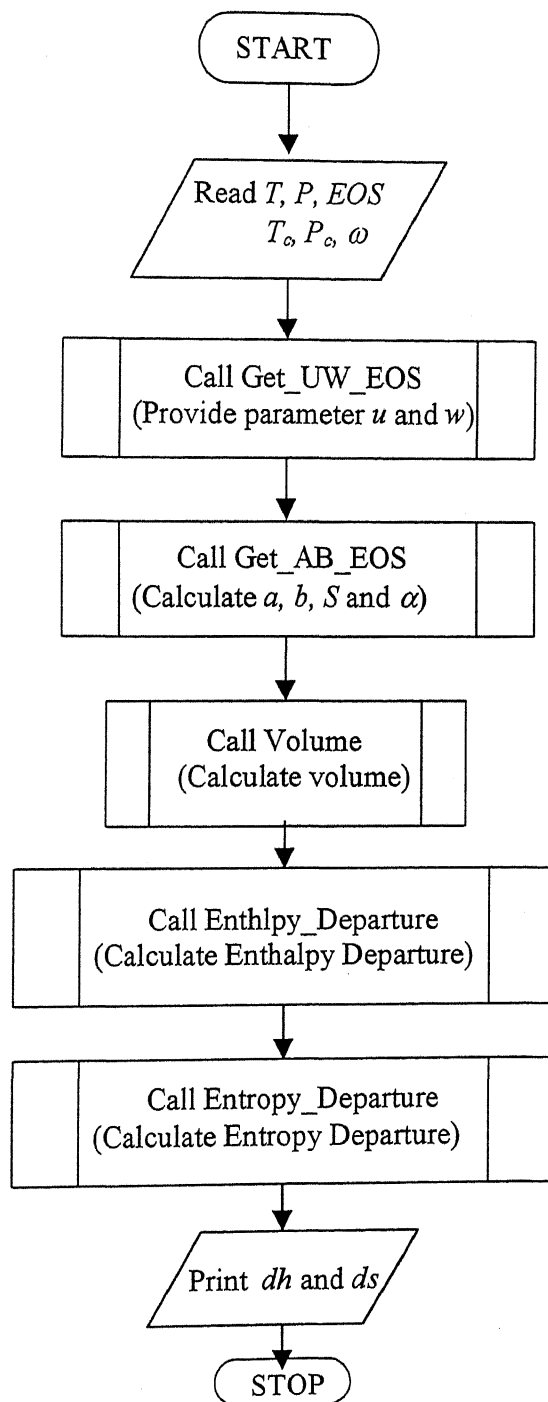 START
Read T, P, EOS
Tc, Pc, ω
Call Get_UW_EOS
(Provide parameter u and w)
Call Get_AB_EOS
(Calculate a, b, S and α)
Call Volume
(Calculate volume)
Call Enthlpy_Departure
(Calculate Enthalpy Departure)
Call Entropy_Departure
(Calculate Entropy Departure)
Print dh and ds
STOP